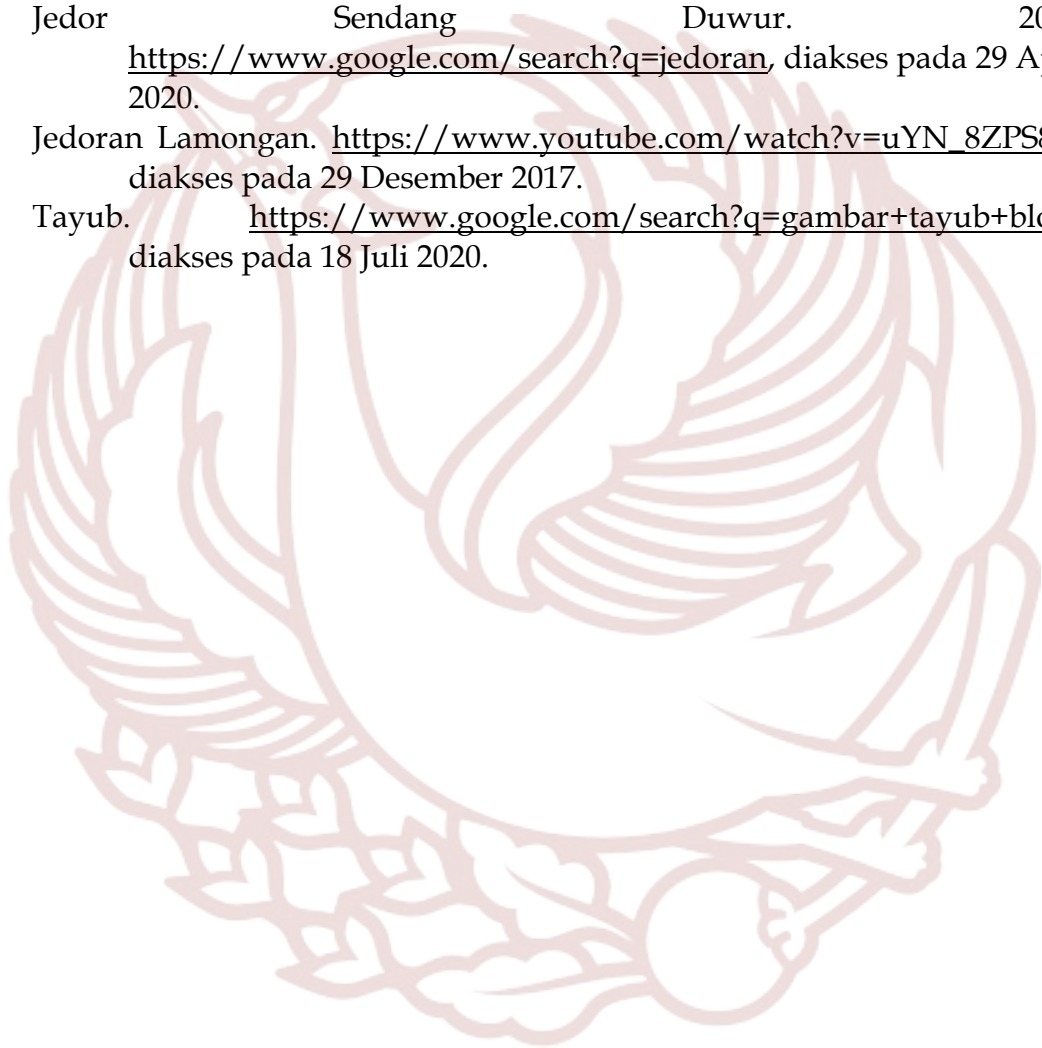 Jedor Sendang Duwur.
https://www.google.com/search?q=jedoran, diakses pada 29
2020.
Jedoran Lamongan. https://www.youtube.com/watch?v=uYN_8ZPS
diakses pada 29 Desember 2017.
Tayub. https://www.google.com/search?q=gambar+tayub+
diakses pada 18 Juli 2020.